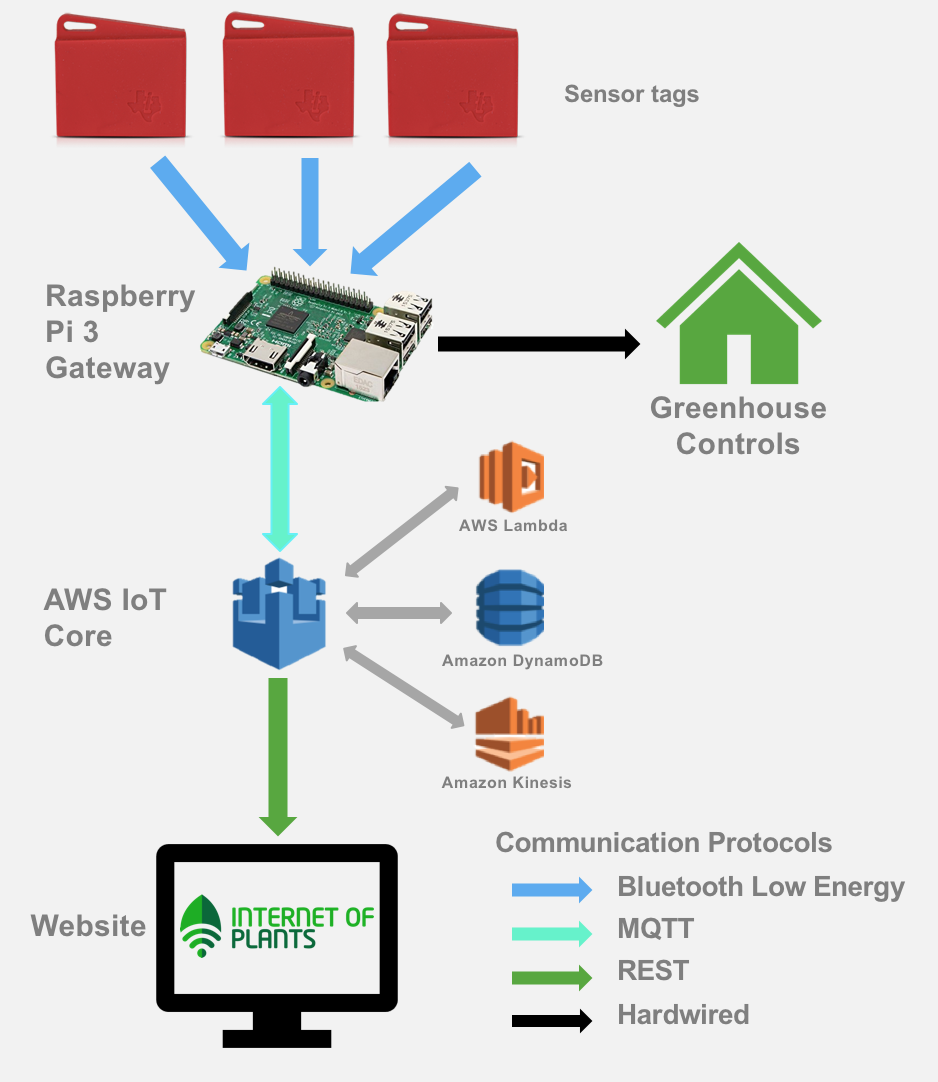 Sensor tags
Raspberry
Pi 3
Gateway
Greenhouse
Controls
AWS Lambda
AWS IoT
Core
Amazon DynamoDB
Amazon Kinesis
Website
INTERNET OF
PLANTS
Communication Protocols
Bluetooth Low Energy
MQTT
REST
Hardwired